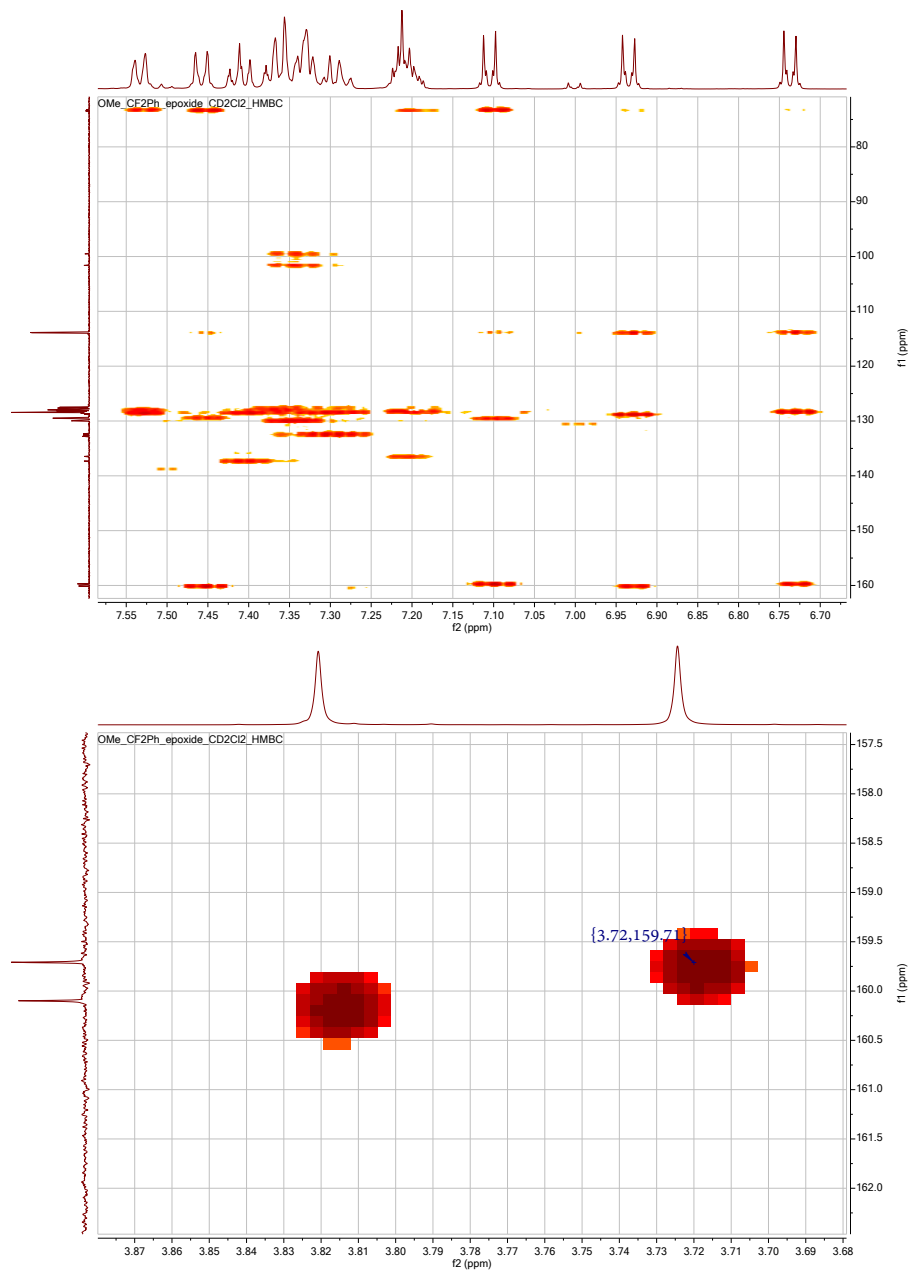 OMe_CF2Ph_epoxide_CD2Cl2_HMBC
80
90
100
110
120
130
140
150
160
f1 (ppm)
7.55 7.50 7.45 7.40 7.35 7.30 7.25 7.20 7.15 7.10 7.05 7.00 6.95 6.90 6.85 6.80 6.75 6.70
f2 (ppm)
OMe_CF2Ph_epoxide_CD2Cl2_HMBC
157.5
158.0
158.5
159.0
{3.72,159.71}
159.5
160.0
160.5
161.0
161.5
162.0
f1 (ppm)
3.87 3.86 3.85 3.84 3.83 3.82 3.81 3.80 3.79 3.78 3.77 3.76 3.75 3.74 3.73 3.72 3.71 3.70 3.69 3.68
f2 (ppm)